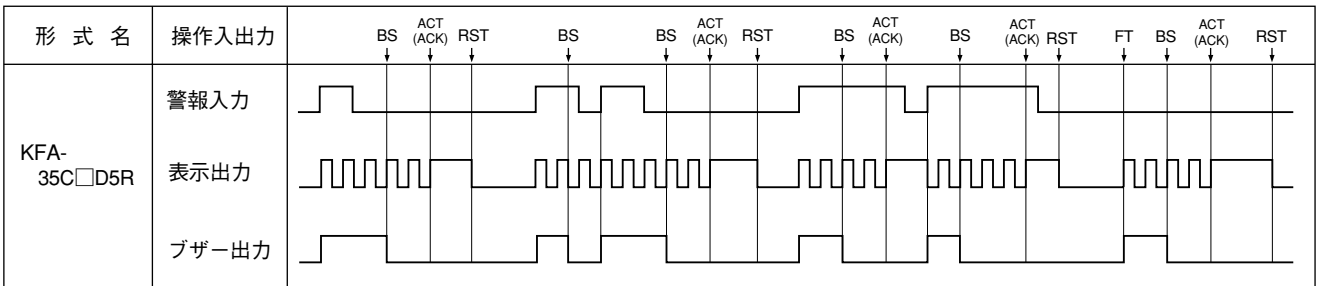 形 式 名 操作入出力 BS ACT (ACK) RST BS BS ACT (ACK) RST BS ACT (ACK) BS ACT (ACK) RST FT BS ACT (ACK) RST
警報入力
KFA-
35C□D5R
表示出力
ブザー出力